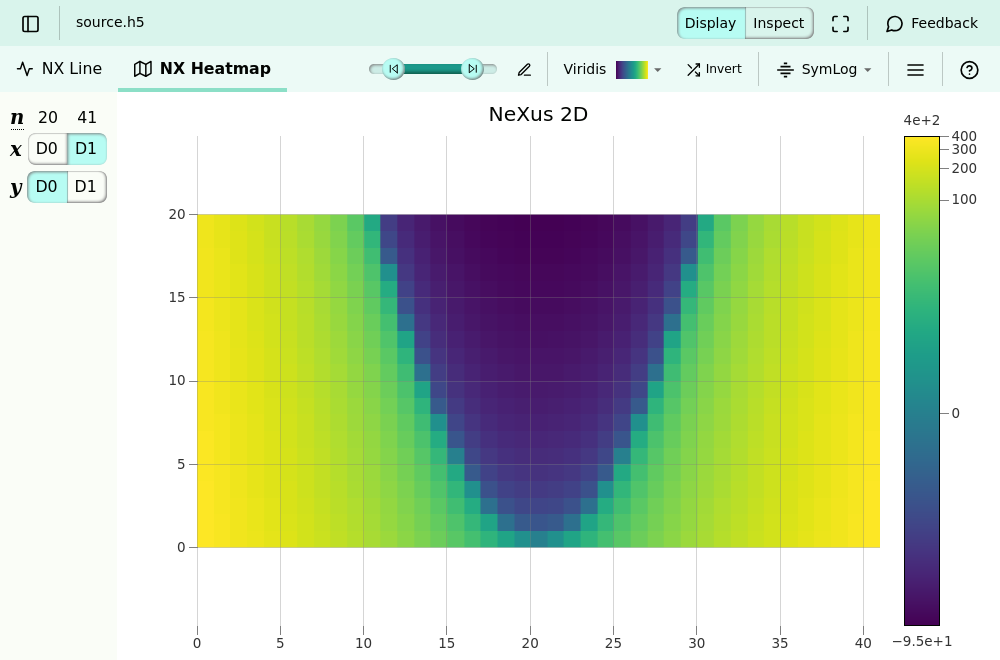 source.h5
Display Inspect
Feedback
NX Line
NX Heatmap
Viridis
Invert
SymLog
n 20 41
x D0 D1
y D0 D1
NeXus 2D
4e+2
400
300
200
100
0
−9.5e+1
20
15
10
5
0
0 5 10 15 20 25 30 35 40